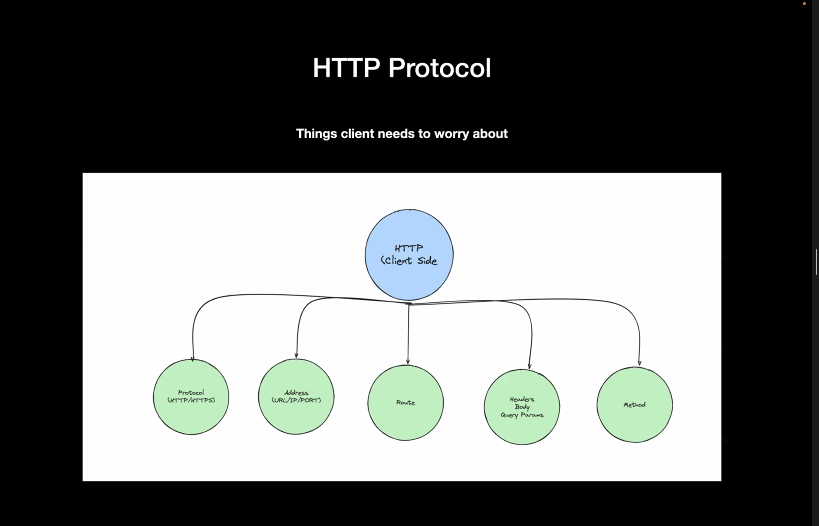 HTTP Protocol
Things client needs to worry about
HTTP
(Client Side
Protocol
(HTTP/HTTPS)
Address
(URL/IP/PORT)
Route
Headers
Body
Query Params
Method